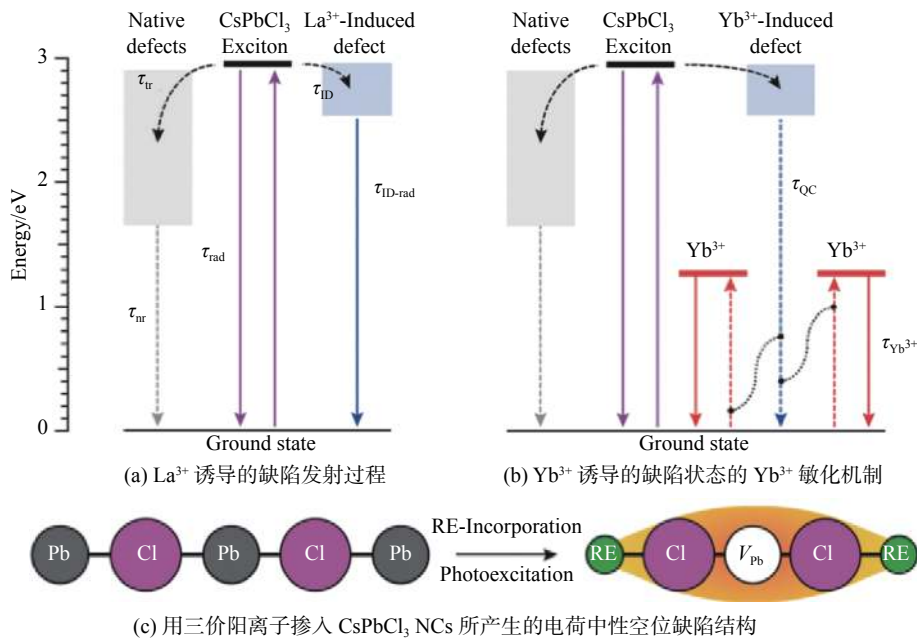 Native
defects
CsPbCl₃
Exciton
La³⁺-Induced
defect
Native
defects
CsPbCl₃
Exciton
Yb³⁺-Induced
defect
Energy/eV
3
2
1
0
τtr
τID
τID-rad
τrad
τnr
τQC
Yb³⁺
Yb³⁺
τYb³⁺
Ground state
Ground state
(a) La³⁺ 诱导的缺陷发射过程
(b) Yb³⁺ 诱导的缺陷状态的 Yb³⁺ 敏化机制
Pb
Cl
Pb
Cl
Pb
RE-Incorporation
Photoexcitation
RE
Cl
VPb
Cl
RE
(c) 用三价阳离子掺入 CsPbCl₃ NCs 所产生的电荷中性空位缺陷结构